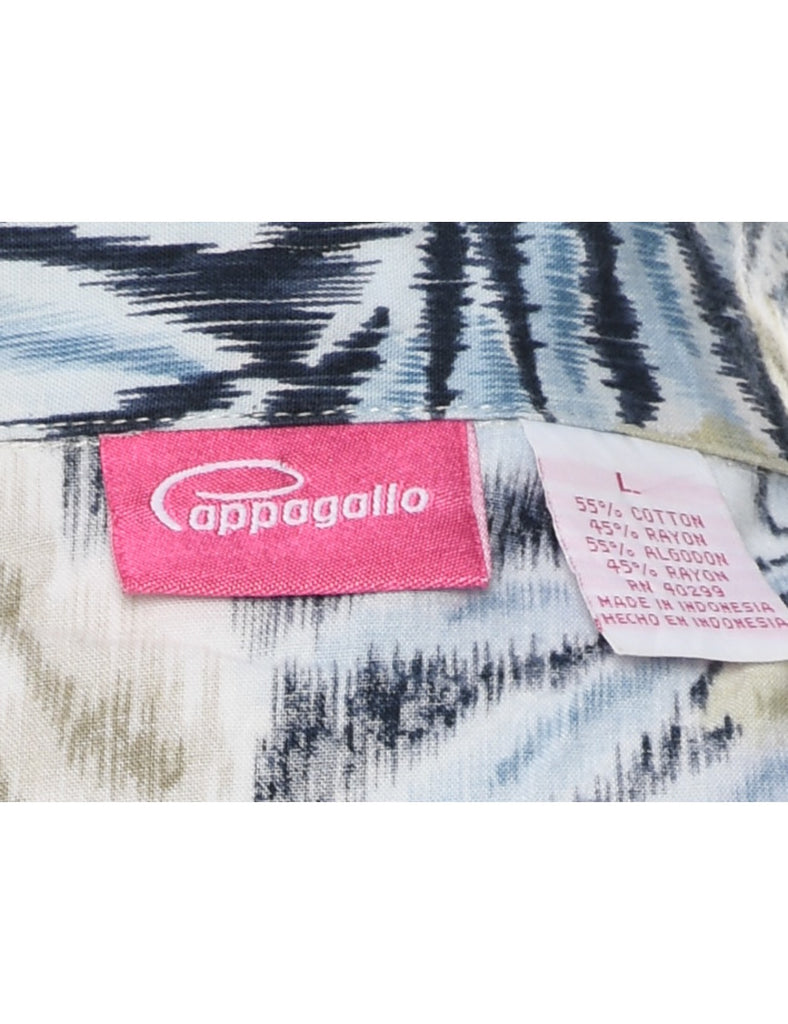 Pappagallo
L
55% COTTON
45% RAYON
55% ALGODON
45% RAYON
RN 40299
MADE IN INDONESIA
HECHO EN INDONESIA